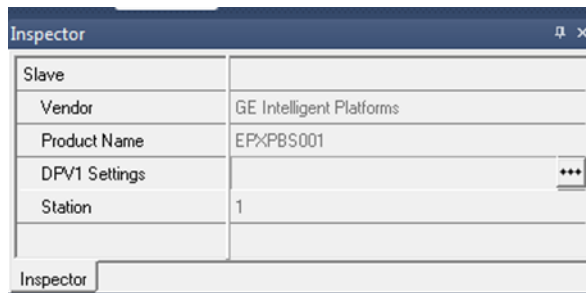 Inspector
Slave
Vendor GE Intelligent Platforms
Product Name EPXPBS001
DPV1 Settings
Station 1
Inspector